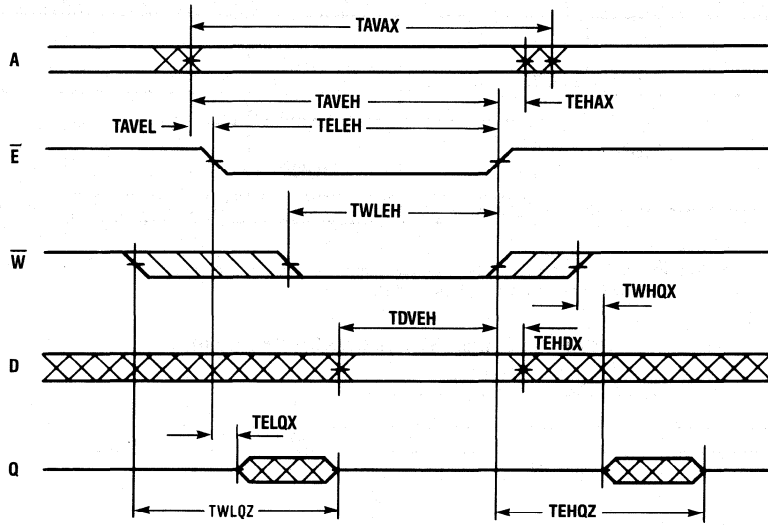 TAVAX
A
TAVEH
TEHAX
TAVEL
TELEH
E
TWLEH
W
TWHQX
TDVEH
TEHDX
D
TELQX
Q
TWLQZ
TEHQZ